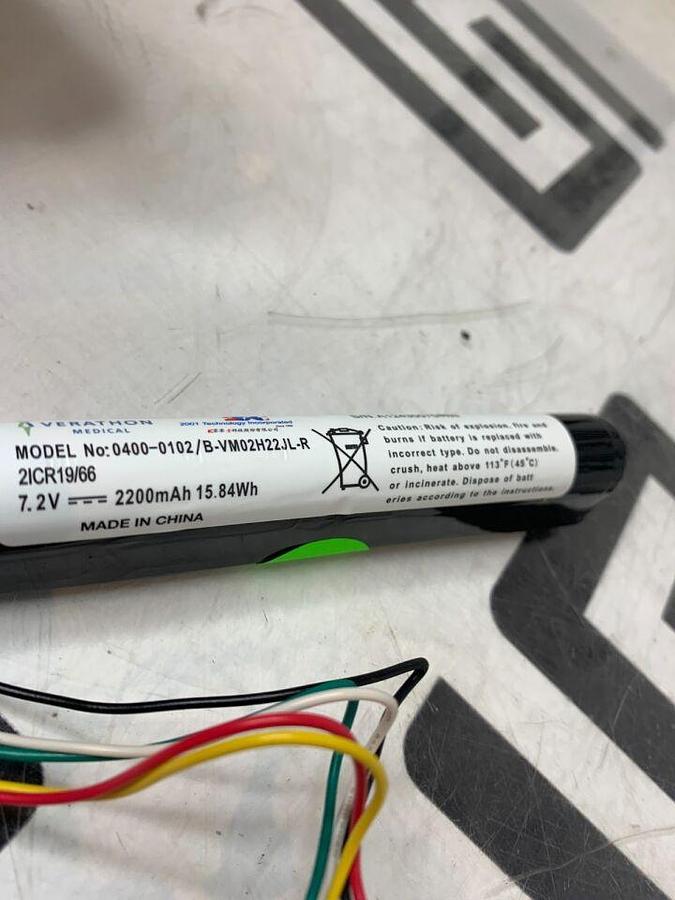 VERATHON
MEDICAL
2001 Technology Incorporated
MODEL No:0400-0102/B-VM02H22JL-R
2ICR19/66
7.2V 2200mAh 15.84Wh
MADE IN CHINA
Caution: Risk of explosion, fire and
burns if battery is replaced with
incorrect type. Do not disassemble,
crush, heat above 113°F(45°C)
or incinerate. Dispose of batt
eries according to the instructions.